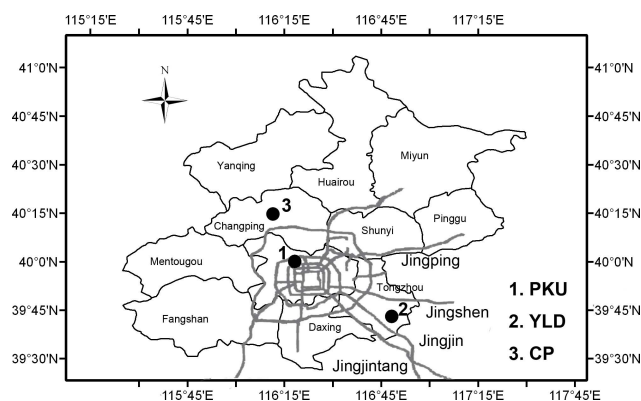 115°15'E 116°15'E 116°45'E 117°15'E
N
41°0'N 41°0'N
40°45'N 40°45'N
40°30'N 40°30'N
40°15'N 40°15'N
40°0'N 40°0'N
39°45'N 39°45'N
39°30'N 39°30'N
Miyun
Yanqing
Huairou
3
Pinggu
Changping
Shunyi
1
Mentougou
Jingping
Tongzhou
1. PKU
2
Jingshen
Fangshan
Daxing
2. YLD
Jingjin
3. CP
Jingjintang
115°45'E 116°15'E 116°45'E 117°15'E 117°45'E